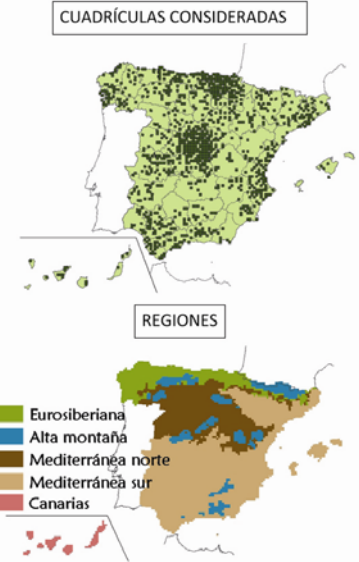 CUADRÍCULAS CONSIDERADAS
REGIONES
Eurosiberiana
Alta montaña
Mediterránea norte
Mediterránea sur
Canarias